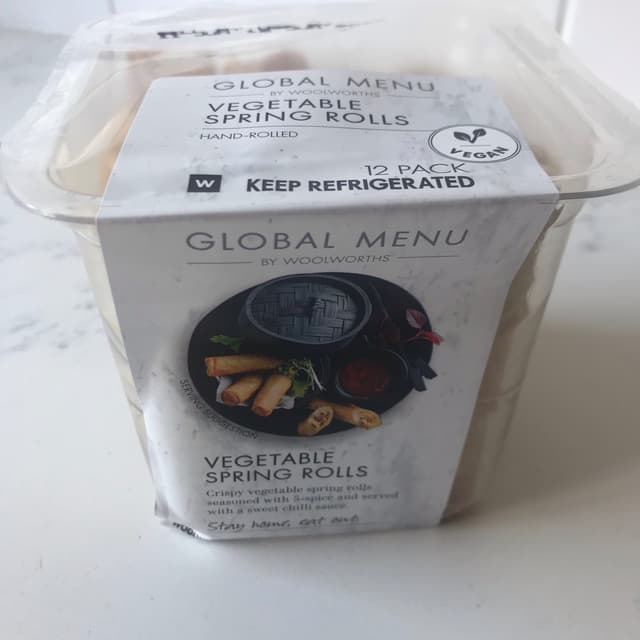 GLOBAL MENU
BY WOOLWORTHS
VEGETABLE
SPRING ROLLS
HAND-ROLLED
VEGAN
12 PACK
W KEEP REFRIGERATED
GLOBAL MENU
BY WOOLWORTHS
SERVING SUGGESTION
VEGETABLE
SPRING ROLLS
Crispy vegetable spring rolls
seasoned with 5-spice and served
with a sweet chilli sauce.
Stay home, eat out